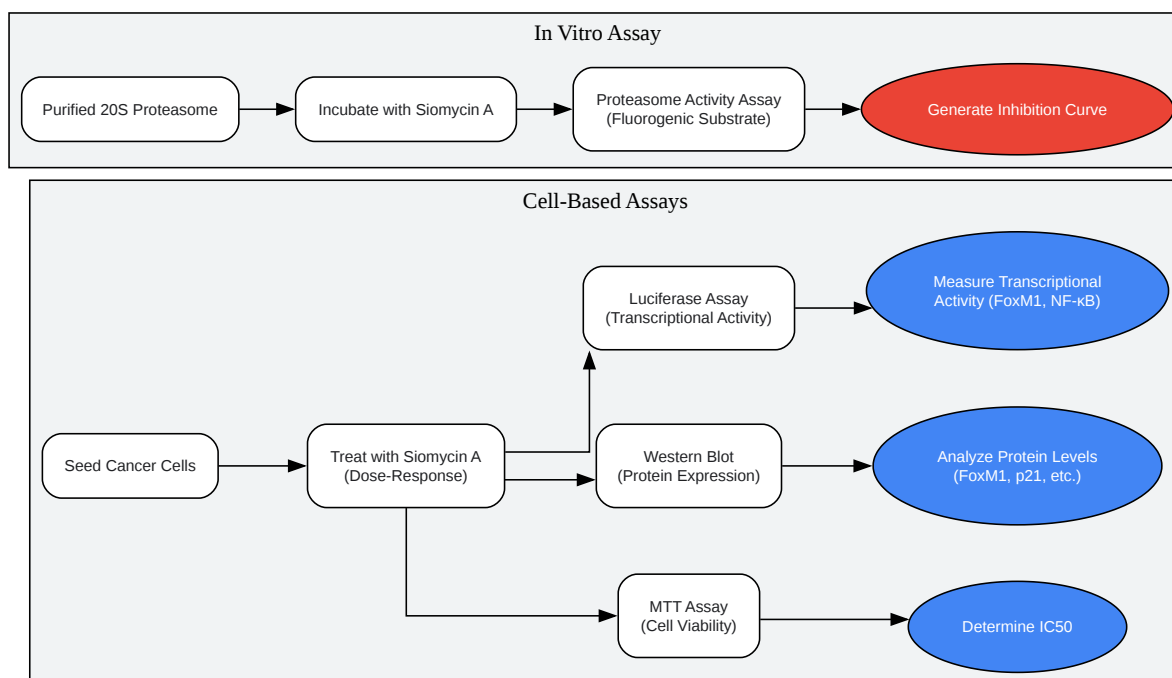 In Vitro Assay
Purified 20S Proteasome
Incubate with Siomycin A
Proteasome Activity Assay
(Fluorogenic Substrate)
Generate Inhibition Curve
Cell-Based Assays
Luciferase Assay
(Transcriptional Activity)
Measure Transcriptional
Activity (FoxM1, NF-κB)
Seed Cancer Cells
Treat with Siomycin A
(Dose-Response)
Western Blot
(Protein Expression)
Analyze Protein Levels
(FoxM1, p21, etc.)
MTT Assay
(Cell Viability)
Determine IC50